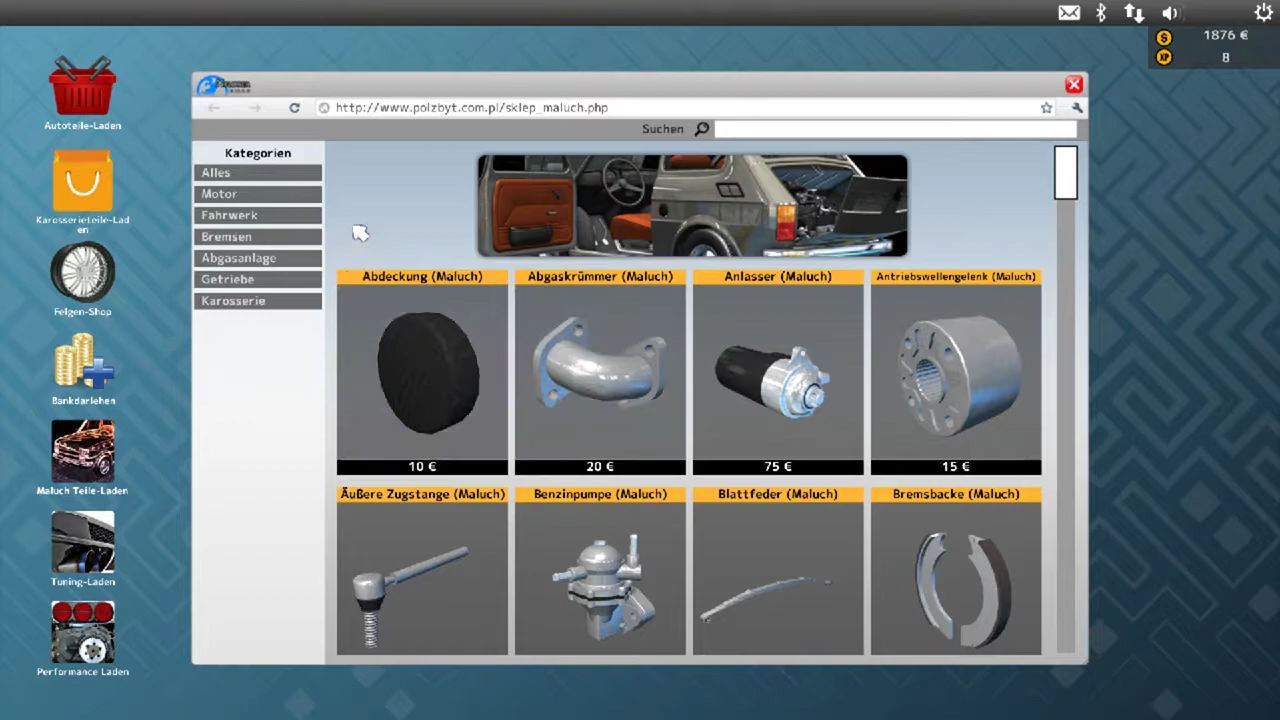 1876 €
8
Autoteile-Laden
Karosserieteile-Lad
en
Felgen-Shop
Bankdarlehen
Maluch Teile-Laden
Tuning-Laden
Performance Laden
http://www.polzbyt.com.pl/sklep_maluch.php
Suchen
Kategorien
Alles
Motor
Fahrwerk
Bremsen
Abgasanlage
Getriebe
Karosserie
Abdeckung (Maluch)
Abgaskrümmer (Maluch)
Anlasser (Maluch)
Antriebswellengelenk (Maluch)
10 €
20 €
75 €
15 €
Äußere Zugstange (Maluch)
Benzinpumpe (Maluch)
Blattfeder (Maluch)
Bremsbacke (Maluch)